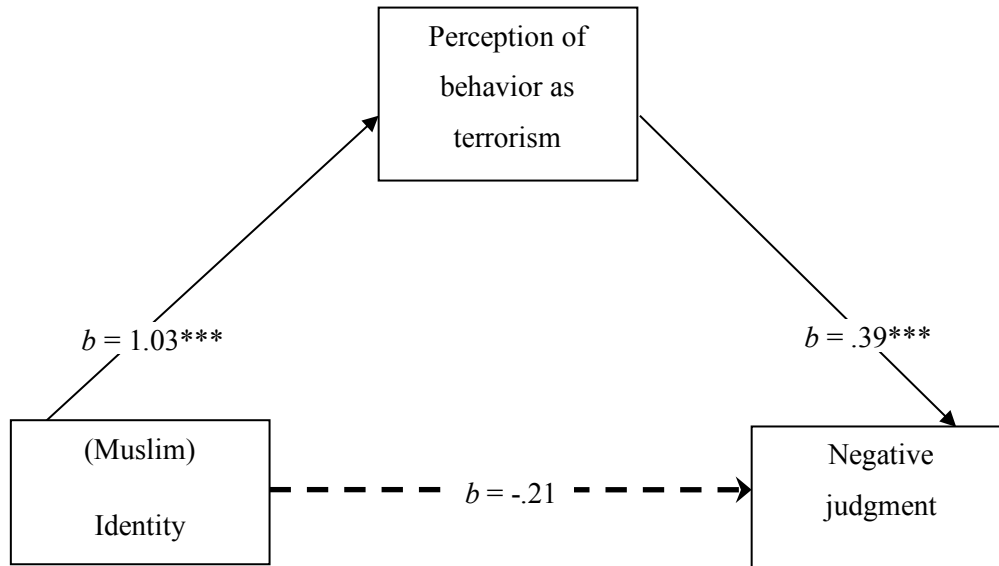 Perception of
behavior as
terrorism
b = 1.03***
b = .39***
(Muslim)
Identity
b = -.21
Negative
judgment